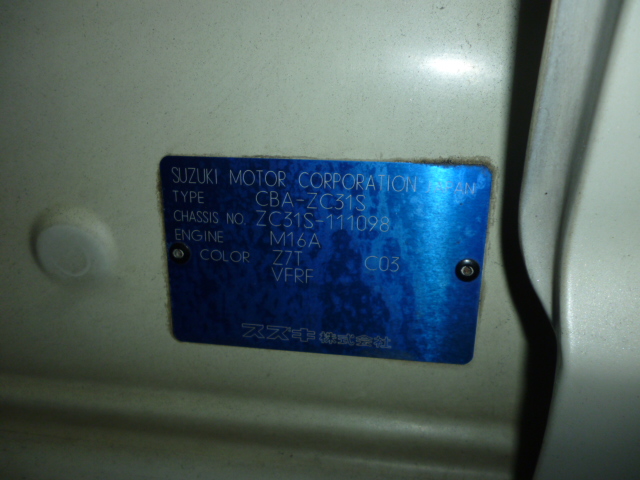 SUZUKI MOTOR CORPORATION JAPAN
TYPE CBA-ZC31S
CHASSIS NO. ZC31S-111098
ENGINE M16A
COLOR Z7T C03
VFRF
スズキ株式会社